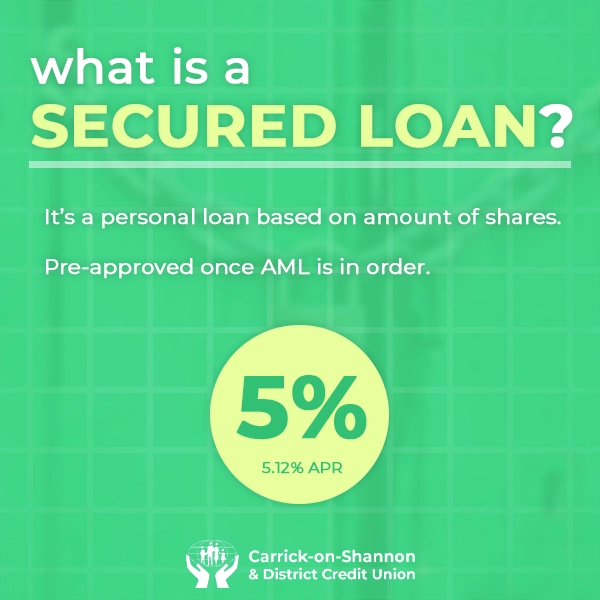 what is a
SECURED LOAN?
It’s a personal loan based on amount of shares.
Pre-approved once AML is in order.
5%
5.12% APR
Carrick-on-Shannon
& District Credit Union